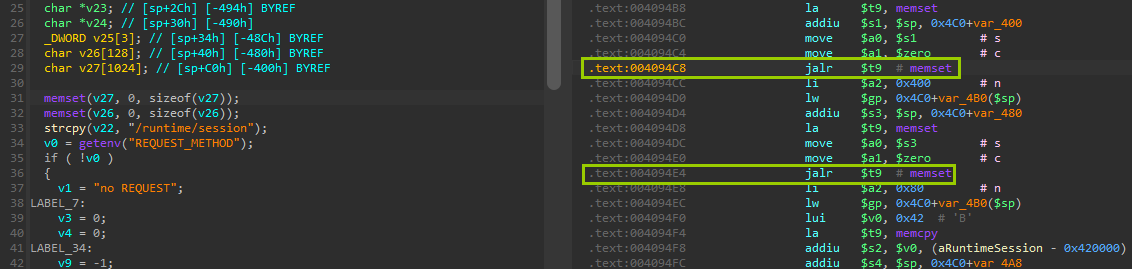 25 char *v23; // [sp+2Ch] [-494h] BYREF
26 char *v24; // [sp+30h] [-490h]
27 _DWORD v25[3]; // [sp+34h] [-48Ch] BYREF
28 char v26[128]; // [sp+40h] [-480h] BYREF
29 char v27[1024]; // [sp+C0h] [-400h] BYREF
30
31 memset(v27, 0, sizeof(v27));
32 memset(v26, 0, sizeof(v26));
33 strcpy(v22, "/runtime/session");
34 v0 = getenv("REQUEST_METHOD");
35 if ( !v0 )
36 {
37 v1 = "no REQUEST";
38 LABEL_7:
39 v3 = 0;
40 v4 = 0;
41 LABEL_34:
42 v9 = -1;
.text:004094B8 la $t9, memset
.text:004094BC addiu $s1, $sp, 0x4C0+var_400
.text:004094C0 move $a0, $s1 # s
.text:004094C4 move $a1, $zero # c
.text:004094C8 jalr $t9 # memset
.text:004094CC li $a2, 0x400 # n
.text:004094D0 lw $gp, 0x4C0+var_4B0($sp)
.text:004094D4 addiu $s3, $sp, 0x4C0+var_480
.text:004094D8 la $t9, memset
.text:004094DC move $a0, $s3 # s
.text:004094E0 move $a1, $zero # c
.text:004094E4 jalr $t9 # memset
.text:004094E8 li $a2, 0x80 # n
.text:004094EC lw $gp, 0x4C0+var_4B0($sp)
.text:004094F0 lui $v0, 0x42 # 'B'
.text:004094F4 la $t9, memcpy
.text:004094F8 addiu $s2, $v0, (aRuntimeSession - 0x420000)
.text:004094FC addiu $s4, $sp, 0x4C0+var_4A8